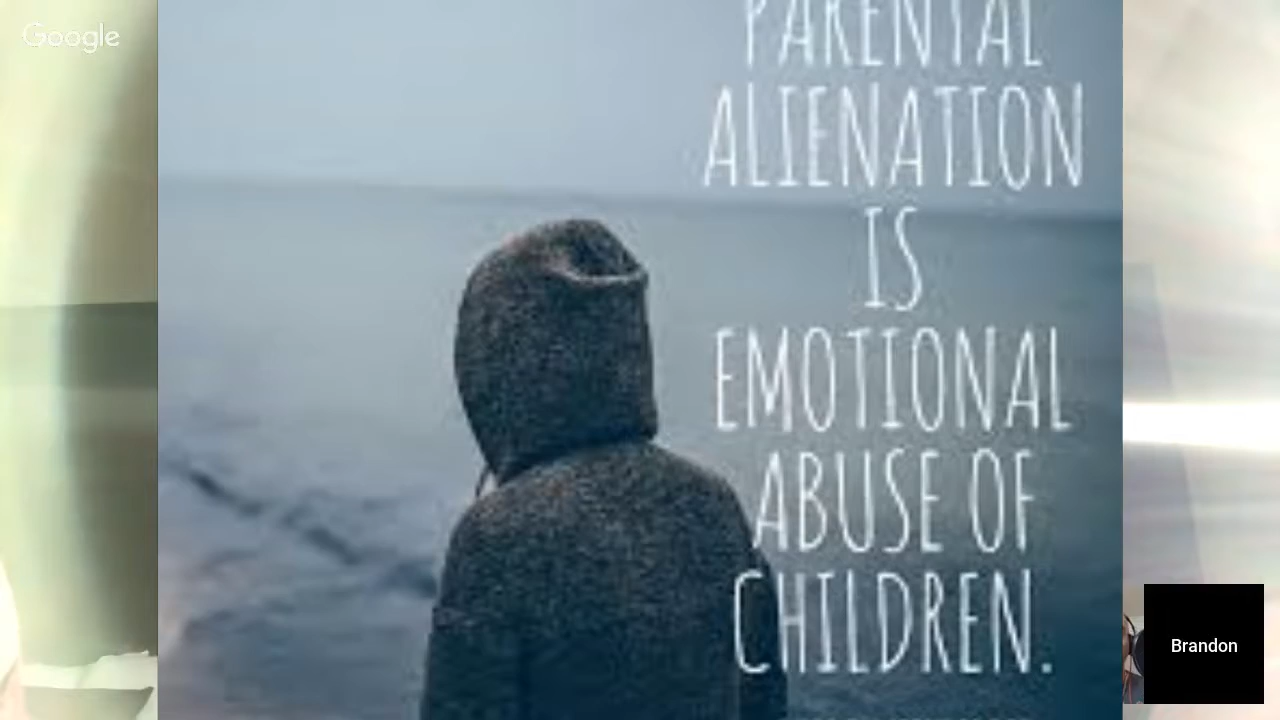 Google
PARENTAL
ALIENATION
IS
EMOTIONAL
ABUSE OF
CHILDREN.
Brandon